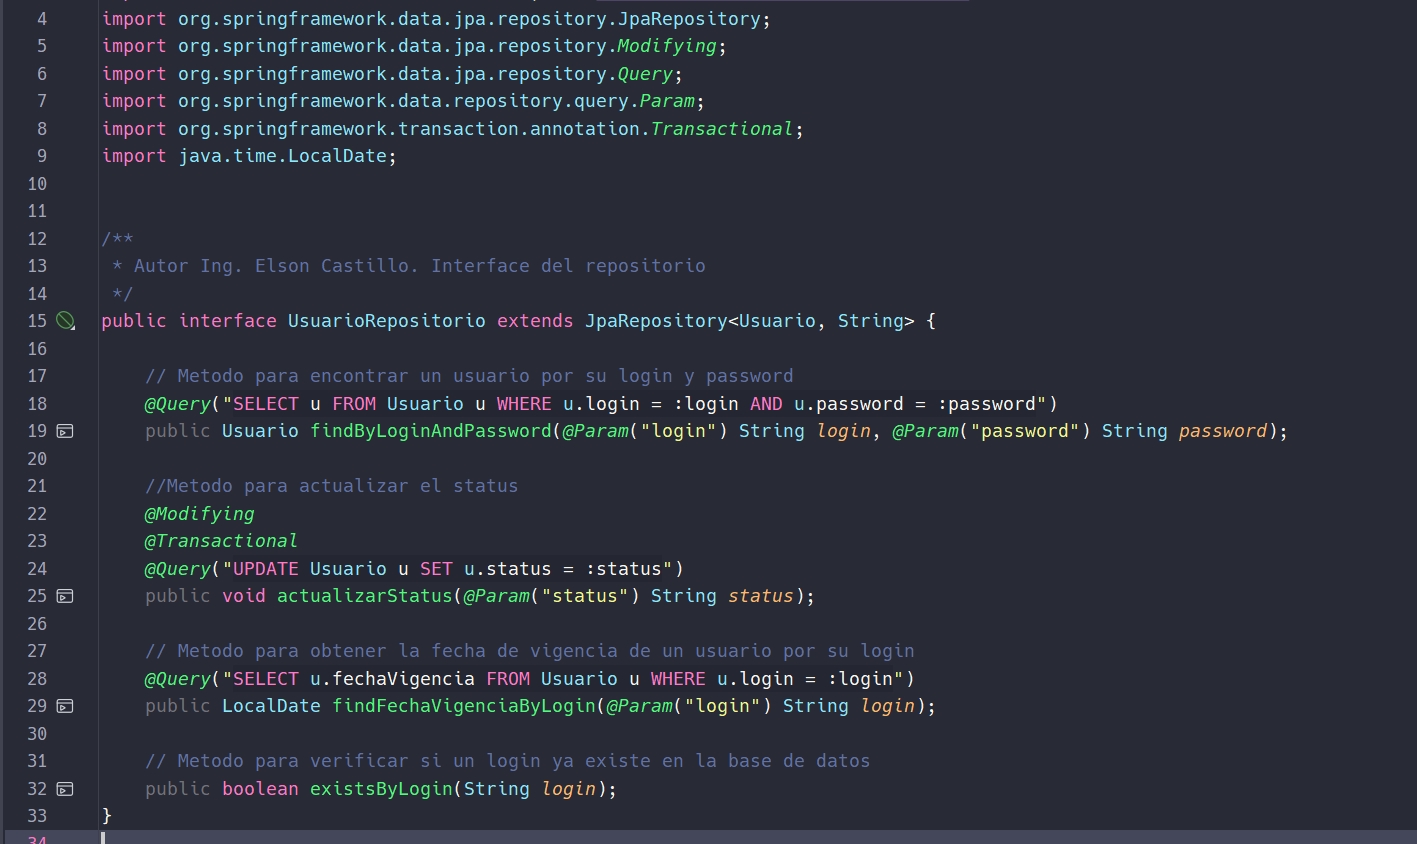 4 import org.springframework.data.jpa.repository.JpaRepository;
5 import org.springframework.data.jpa.repository.Modifying;
6 import org.springframework.data.jpa.repository.Query;
7 import org.springframework.data.repository.query.Param;
8 import org.springframework.transaction.annotation.Transactional;
9 import java.time.LocalDate;
10
11
12 /**
13  * Autor Ing. Elson Castillo. Interface del repositorio
14  */
15 public interface UsuarioRepositorio extends JpaRepository<Usuario, String> {
16
17     // Metodo para encontrar un usuario por su login y password
18     @Query("SELECT u FROM Usuario u WHERE u.login = :login AND u.password = :password")
19     public Usuario findByLoginAndPassword(@Param("login") String login, @Param("password") String password);
20
21     //Metodo para actualizar el status
22     @Modifying
23     @Transactional
24     @Query("UPDATE Usuario u SET u.status = :status")
25     public void actualizarStatus(@Param("status") String status);
26
27     // Metodo para obtener la fecha de vigencia de un usuario por su login
28     @Query("SELECT u.fechaVigencia FROM Usuario u WHERE u.login = :login")
29     public LocalDate findFechaVigenciaByLogin(@Param("login") String login);
30
31     // Metodo para verificar si un login ya existe en la base de datos
32     public boolean existsByLogin(String login);
33 }
34